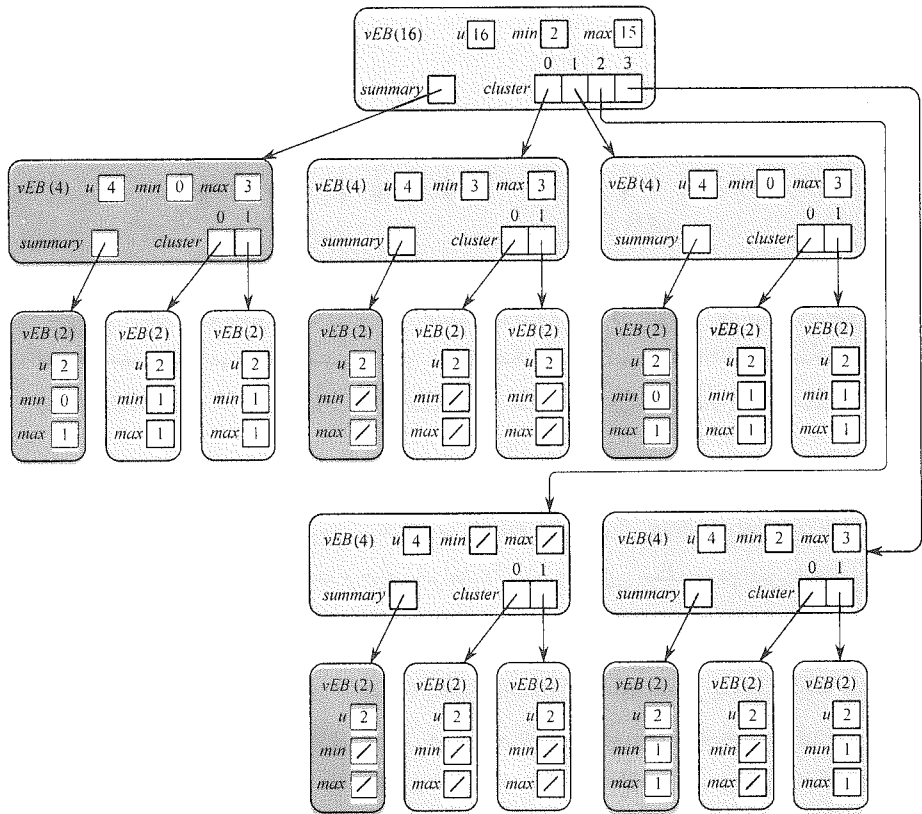 vEB(16) u 16 min 2 max 15
0 1 2 3
summary cluster
vEB(4) u 4 min 0 max 3
0 1
summary cluster
vEB(2)
u 2
min 0
max 1
vEB(2)
u 2
min 1
max 1
vEB(2)
u 2
min 1
max 1
vEB(4) u 4 min 3 max 3
0 1
summary cluster
vEB(2)
u 2
min /
max /
vEB(2)
u 2
min /
max /
vEB(2)
u 2
min /
max /
vEB(4) u 4 min 0 max 3
0 1
summary cluster
vEB(2)
u 2
min 0
max 1
vEB(2)
u 2
min 1
max 1
vEB(2)
u 2
min 1
max 1
vEB(4) u 4 min / max /
0 1
summary cluster
vEB(2)
u 2
min /
max /
vEB(2)
u 2
min /
max /
vEB(2)
u 2
min /
max /
vEB(4) u 4 min 2 max 3
0 1
summary cluster
vEB(2)
u 2
min 1
max 1
vEB(2)
u 2
min /
max /
vEB(2)
u 2
min 1
max 1